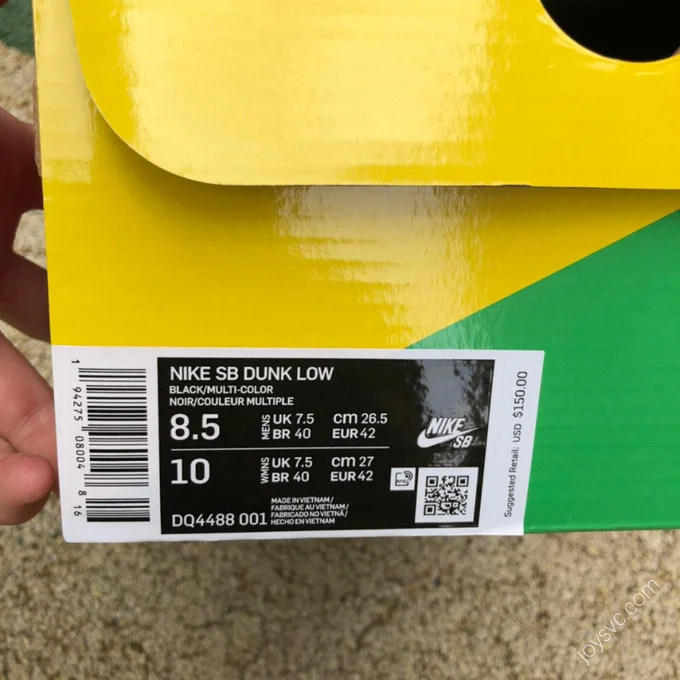 NIKE SB DUNK LOW
BLACK/MULTI-COLOR
NOIR/COULEUR MULTIPLE
8.5 MENS UK 7.5 CM 26.5
BR 40 EUR 42
10 WMNS UK 7.5 CM 27
BR 40 EUR 42
DQ4488 001
MADE IN VIETNAM /
FABRIQUE AU VIETNAM /
FABRICADO NO VIETNÃ /
HECHO EN VIETNAM
NIKE
SB
RFID
1 94275 08004 8 16
Suggested Retail: USD $150.00
joysvc.com